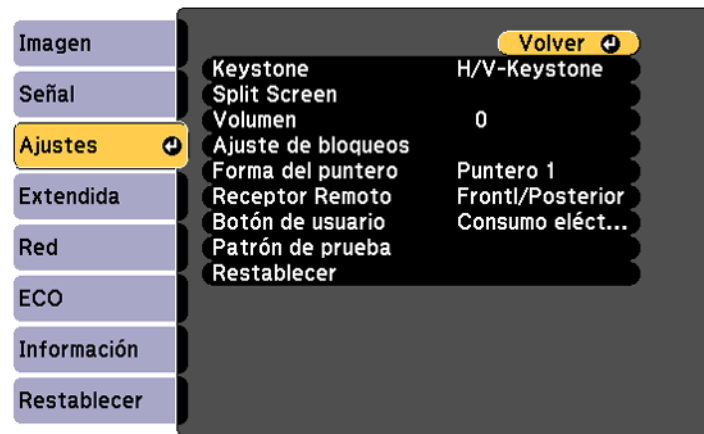 Imagen
Señal
Ajustes
Extendida
Red
ECO
Información
Restablecer
Volver
Keystone H/V-Keystone
Split Screen
Volumen 0
Ajuste de bloqueos
Forma del puntero Puntero 1
Receptor Remoto Frontl/Posterior
Botón de usuario Consumo eléct...
Patrón de prueba
Restablecer